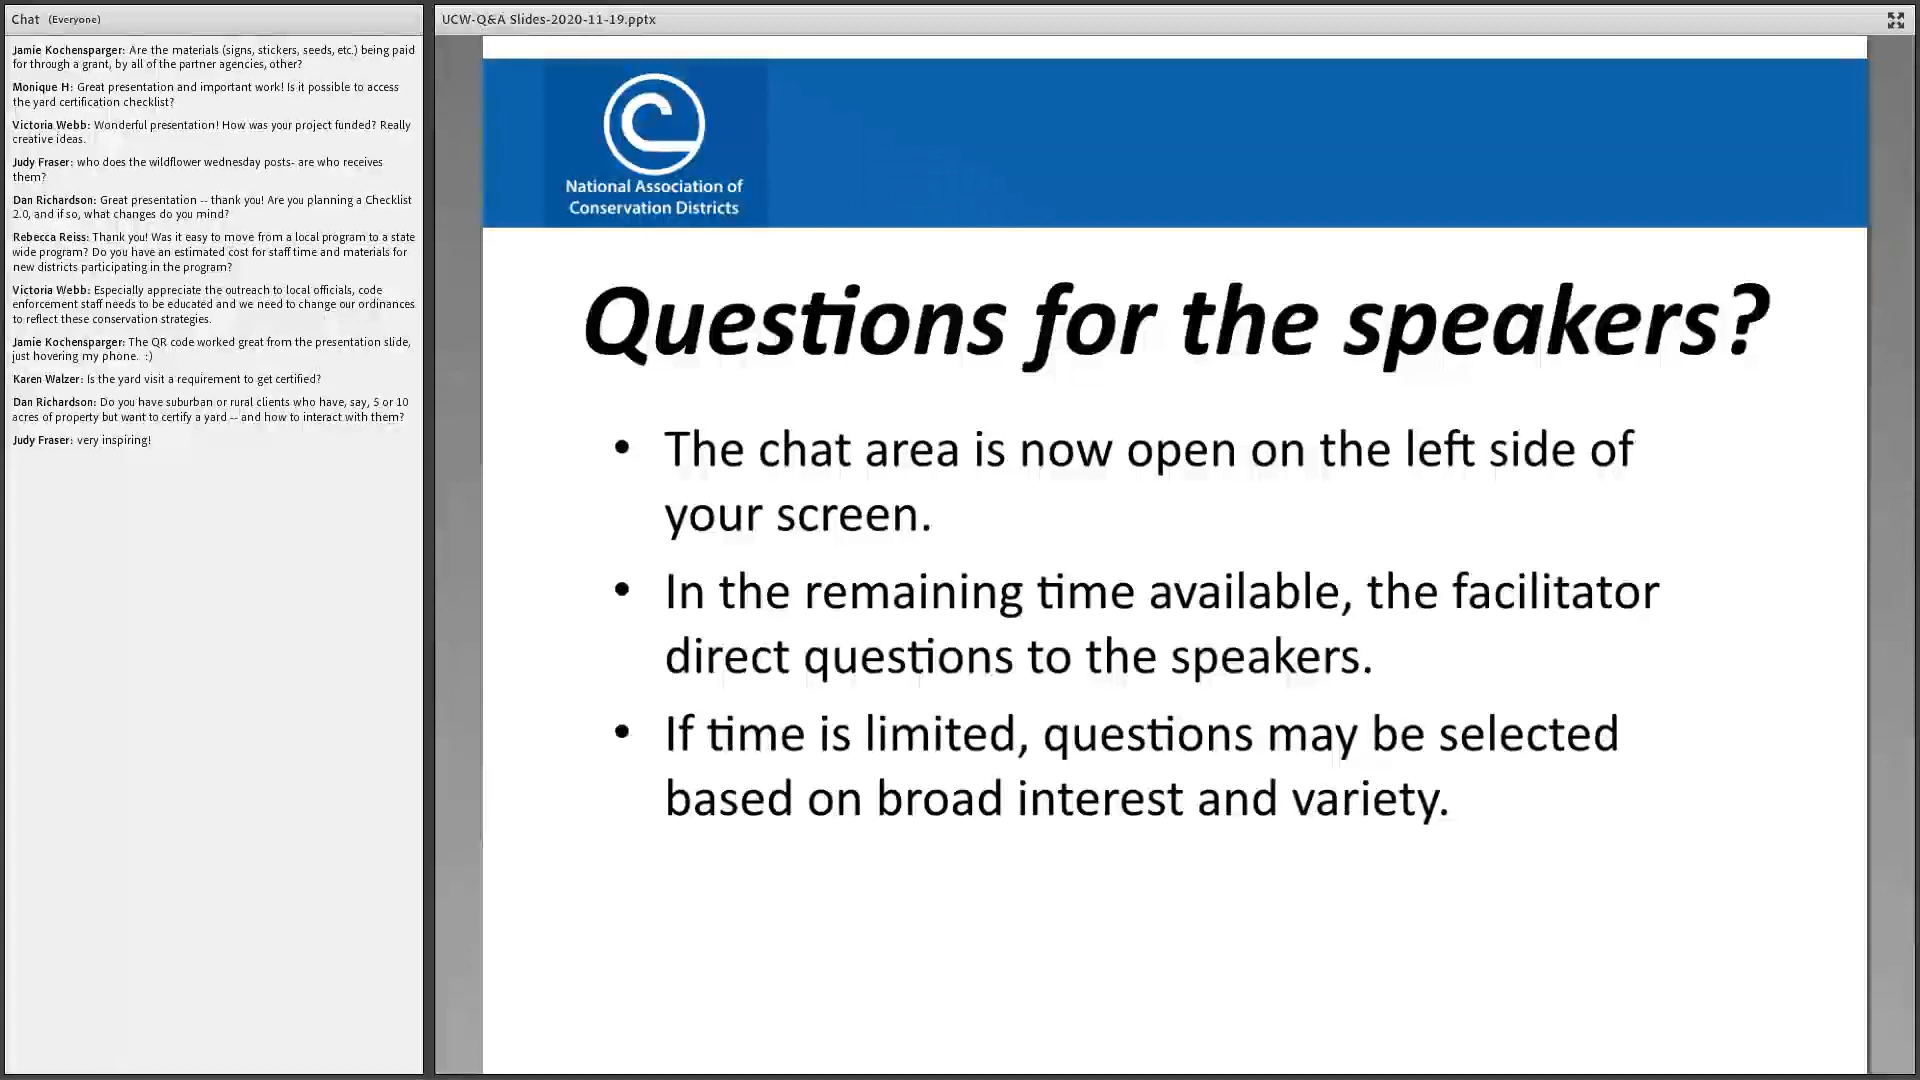 Chat (Everyone)
Jamie Kochensparger: Are the materials (signs, stickers, seeds, etc.) being paid
for through a grant, by all of the partner agencies, other?
Monique H: Great presentation and important work! Is it possible to access
the yard certification checklist?
Victoria Webb: Wonderful presentation! How was your project funded? Really
creative ideas.
Judy Fraser: who does the wildflower wednesday posts- are who receives
them?
Dan Richardson: Great presentation -- thank you! Are you planning a Checklist
2.0, and if so, what changes do you mind?
Rebecca Reiss: Thank you! Was it easy to move from a local program to a state
wide program? Do you have an estimated cost for staff time and materials for
new districts participating in the program?
Victoria Webb: Especially appreciate the outreach to local officials, code
enforcement staff needs to be educated and we need to change our ordinances
to reflect these conservation strategies.
Jamie Kochensparger: The QR code worked great from the presentation slide,
just hovering my phone. :)
Karen Walzer: Is the yard visit a requirement to get certified?
Dan Richardson: Do you have suburban or rural clients who have, say, 5 or 10
acres of property but want to certify a yard -- and how to interact with them?
Judy Fraser: very inspiring!
UCW-Q&A Slides-2020-11-19.pptx
National Association of
Conservation Districts
Questions for the speakers?
• The chat area is now open on the left side of
your screen.
• In the remaining time available, the facilitator
direct questions to the speakers.
• If time is limited, questions may be selected
based on broad interest and variety.